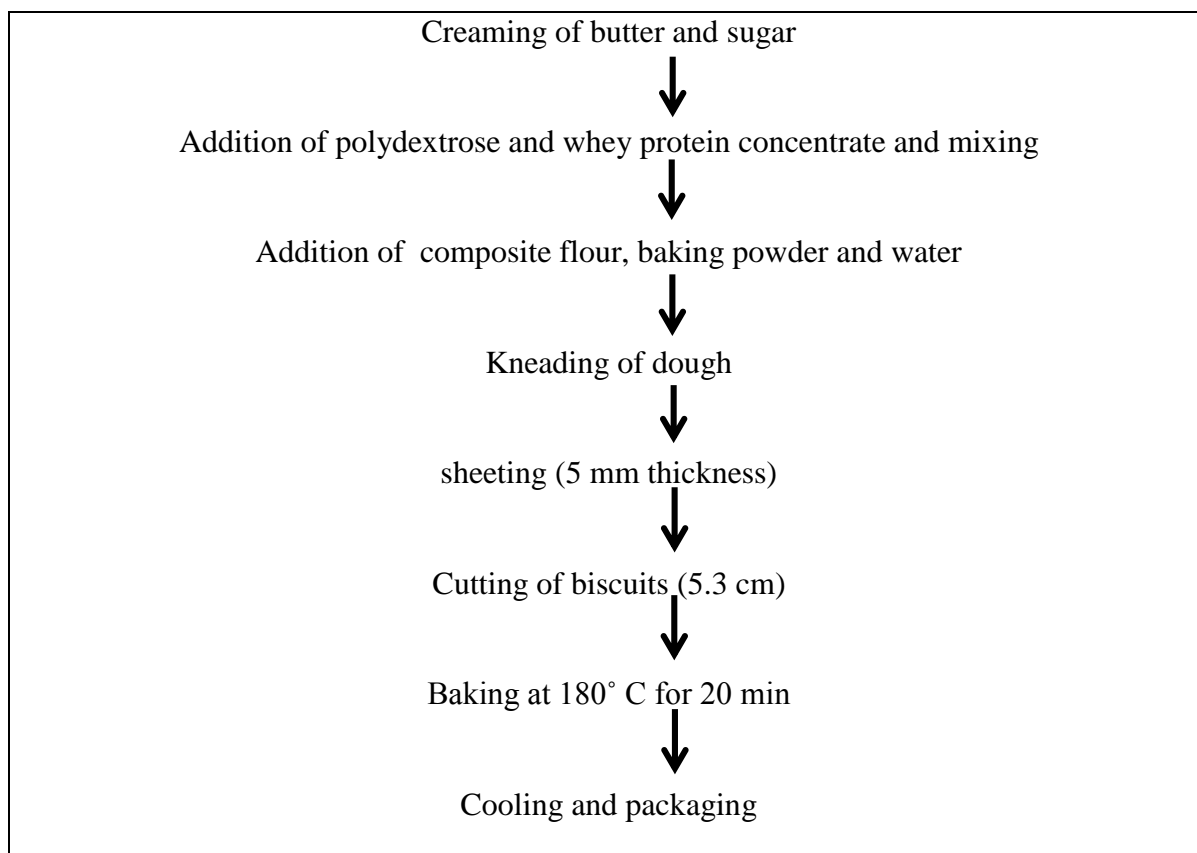 Creaming of butter and sugar
Addition of polydextrose and whey protein concentrate and mixing
Addition of  composite flour, baking powder and water
Kneading of dough
sheeting (5 mm thickness)
Cutting of biscuits (5.3 cm)
Baking at 180˚ C for 20 min
Cooling and packaging